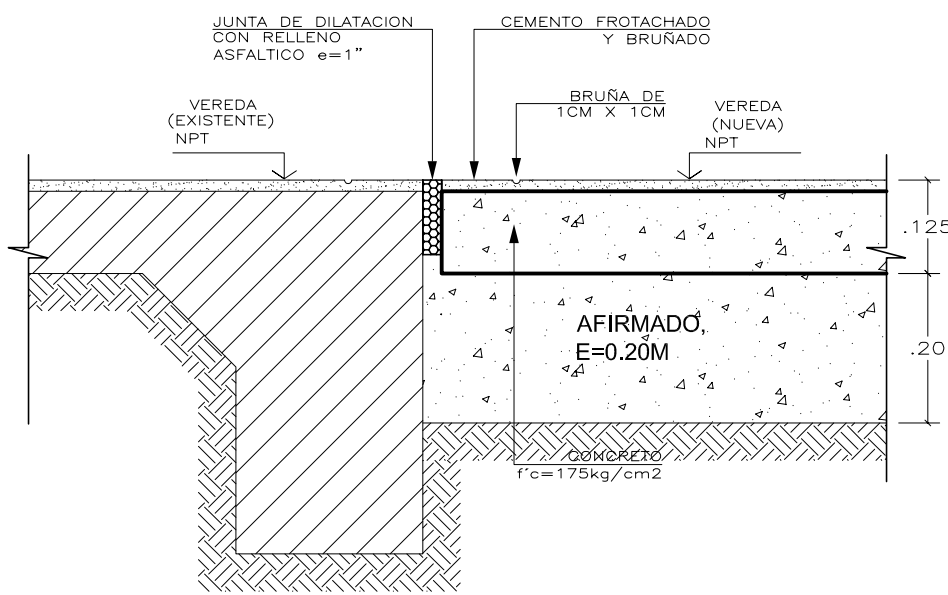 JUNTA DE DILATACION
CON RELLENO
ASFALTICO e=1”
CEMENTO FROTACHADO
Y BRUÑADO
BRUÑA DE
1CM X 1CM
VEREDA
(EXISTENTE)
NPT
VEREDA
(NUEVA)
NPT
.125
AFIRMADO,
E=0.20M
.20
CONCRETO
f'c=175kg/cm2